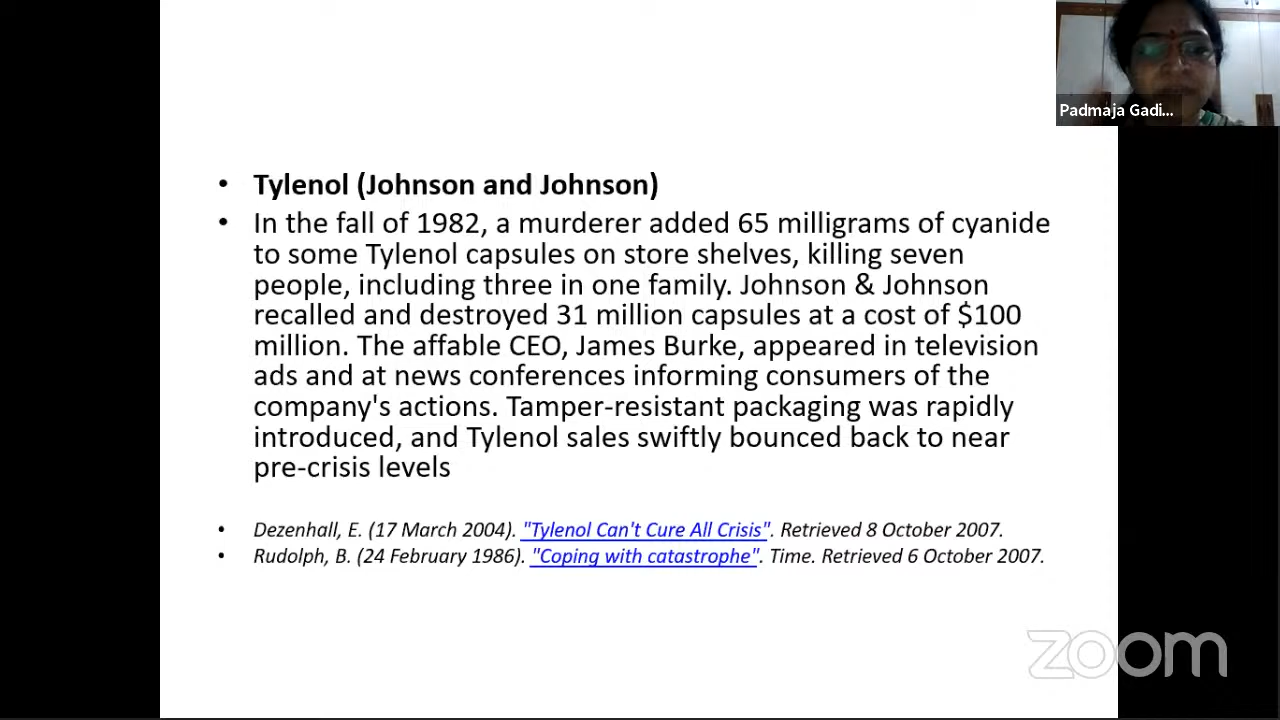 Padmaja Gadi...
• Tylenol (Johnson and Johnson)
• In the fall of 1982, a murderer added 65 milligrams of cyanide
to some Tylenol capsules on store shelves, killing seven
people, including three in one family. Johnson & Johnson
recalled and destroyed 31 million capsules at a cost of $100
million. The affable CEO, James Burke, appeared in television
ads and at news conferences informing consumers of the
company's actions. Tamper-resistant packaging was rapidly
introduced, and Tylenol sales swiftly bounced back to near
pre-crisis levels
• Dezenhall, E. (17 March 2004). "Tylenol Can't Cure All Crisis". Retrieved 8 October 2007.
• Rudolph, B. (24 February 1986). "Coping with catastrophe". Time. Retrieved 6 October 2007.
zoom